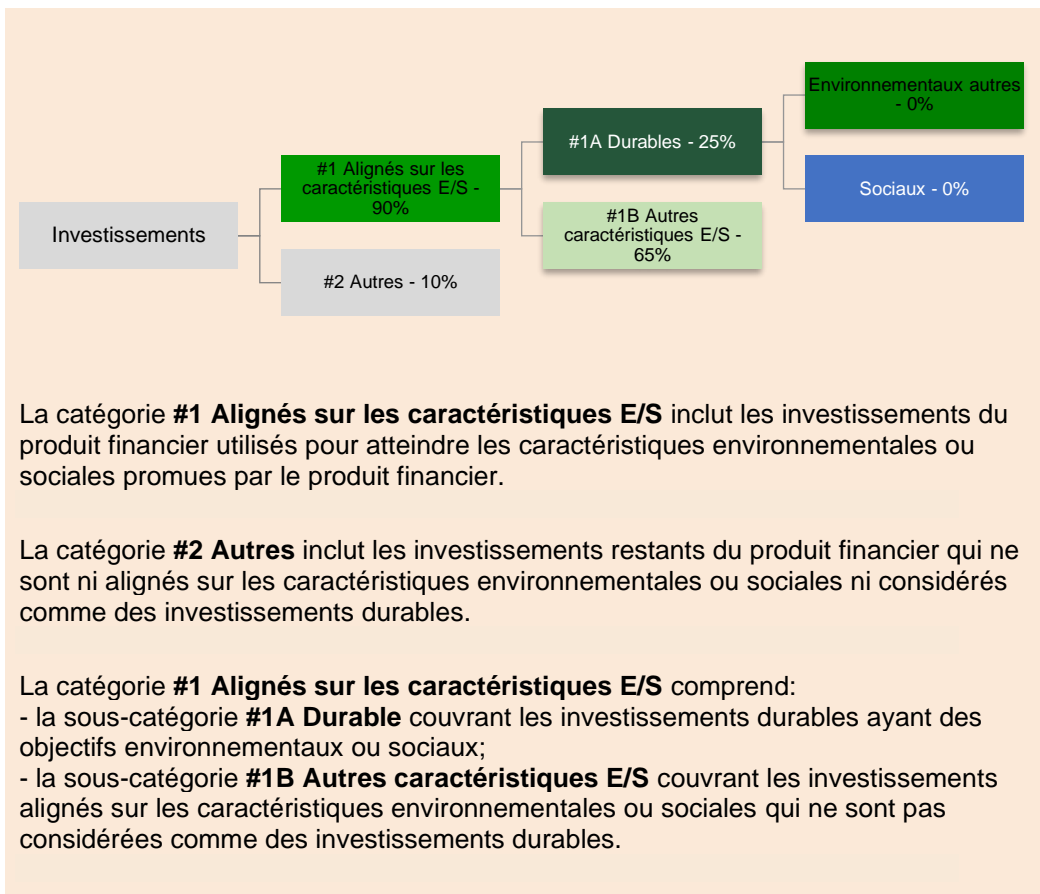 Investissements
#1 Alignés sur les
caractéristiques E/S -
90%
#2 Autres - 10%
#1A Durables - 25%
#1B Autres
caractéristiques E/S -
65%
Environnementaux autres
- 0%
Sociaux - 0%
La catégorie #1 Alignés sur les caractéristiques E/S inclut les investissements du
produit financier utilisés pour atteindre les caractéristiques environnementales ou
sociales promues par le produit financier.
La catégorie #2 Autres inclut les investissements restants du produit financier qui ne
sont ni alignés sur les caractéristiques environnementales ou sociales ni considérés
comme des investissements durables.
La catégorie #1 Alignés sur les caractéristiques E/S comprend:
- la sous-catégorie #1A Durable couvrant les investissements durables ayant des
objectifs environnementaux ou sociaux;
- la sous-catégorie #1B Autres caractéristiques E/S couvrant les investissements
alignés sur les caractéristiques environnementales ou sociales qui ne sont pas
considérées comme des investissements durables.